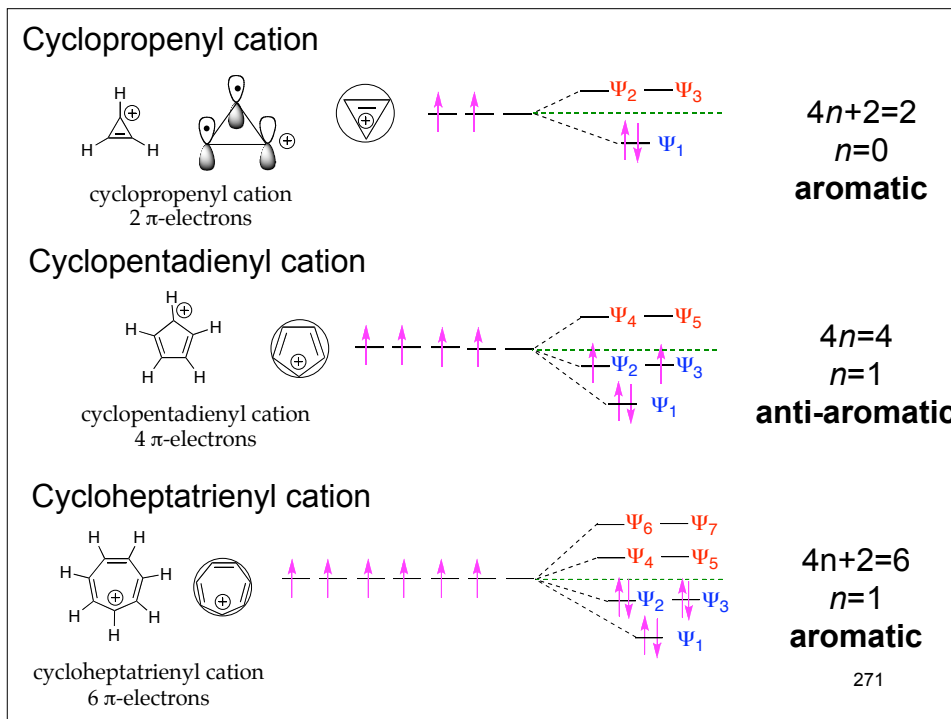 Cyclopropenyl cation
H
⊕
H
H
⊕
⊕
cyclopropenyl cation
2 π-electrons
Ψ2
Ψ3
Ψ1
4n+2=2
n=0
aromatic
Cyclopentadienyl cation
H
⊕
H
H
H
H
⊕
cyclopentadienyl cation
4 π-electrons
Ψ4
Ψ5
Ψ2
Ψ3
Ψ1
4n=4
n=1
anti-aromatic
Cycloheptatrienyl cation
H
H
H
H
H
H
H
⊕
⊕
cycloheptatrienyl cation
6 π-electrons
Ψ6
Ψ7
Ψ4
Ψ5
Ψ2
Ψ3
Ψ1
4n+2=6
n=1
aromatic
271